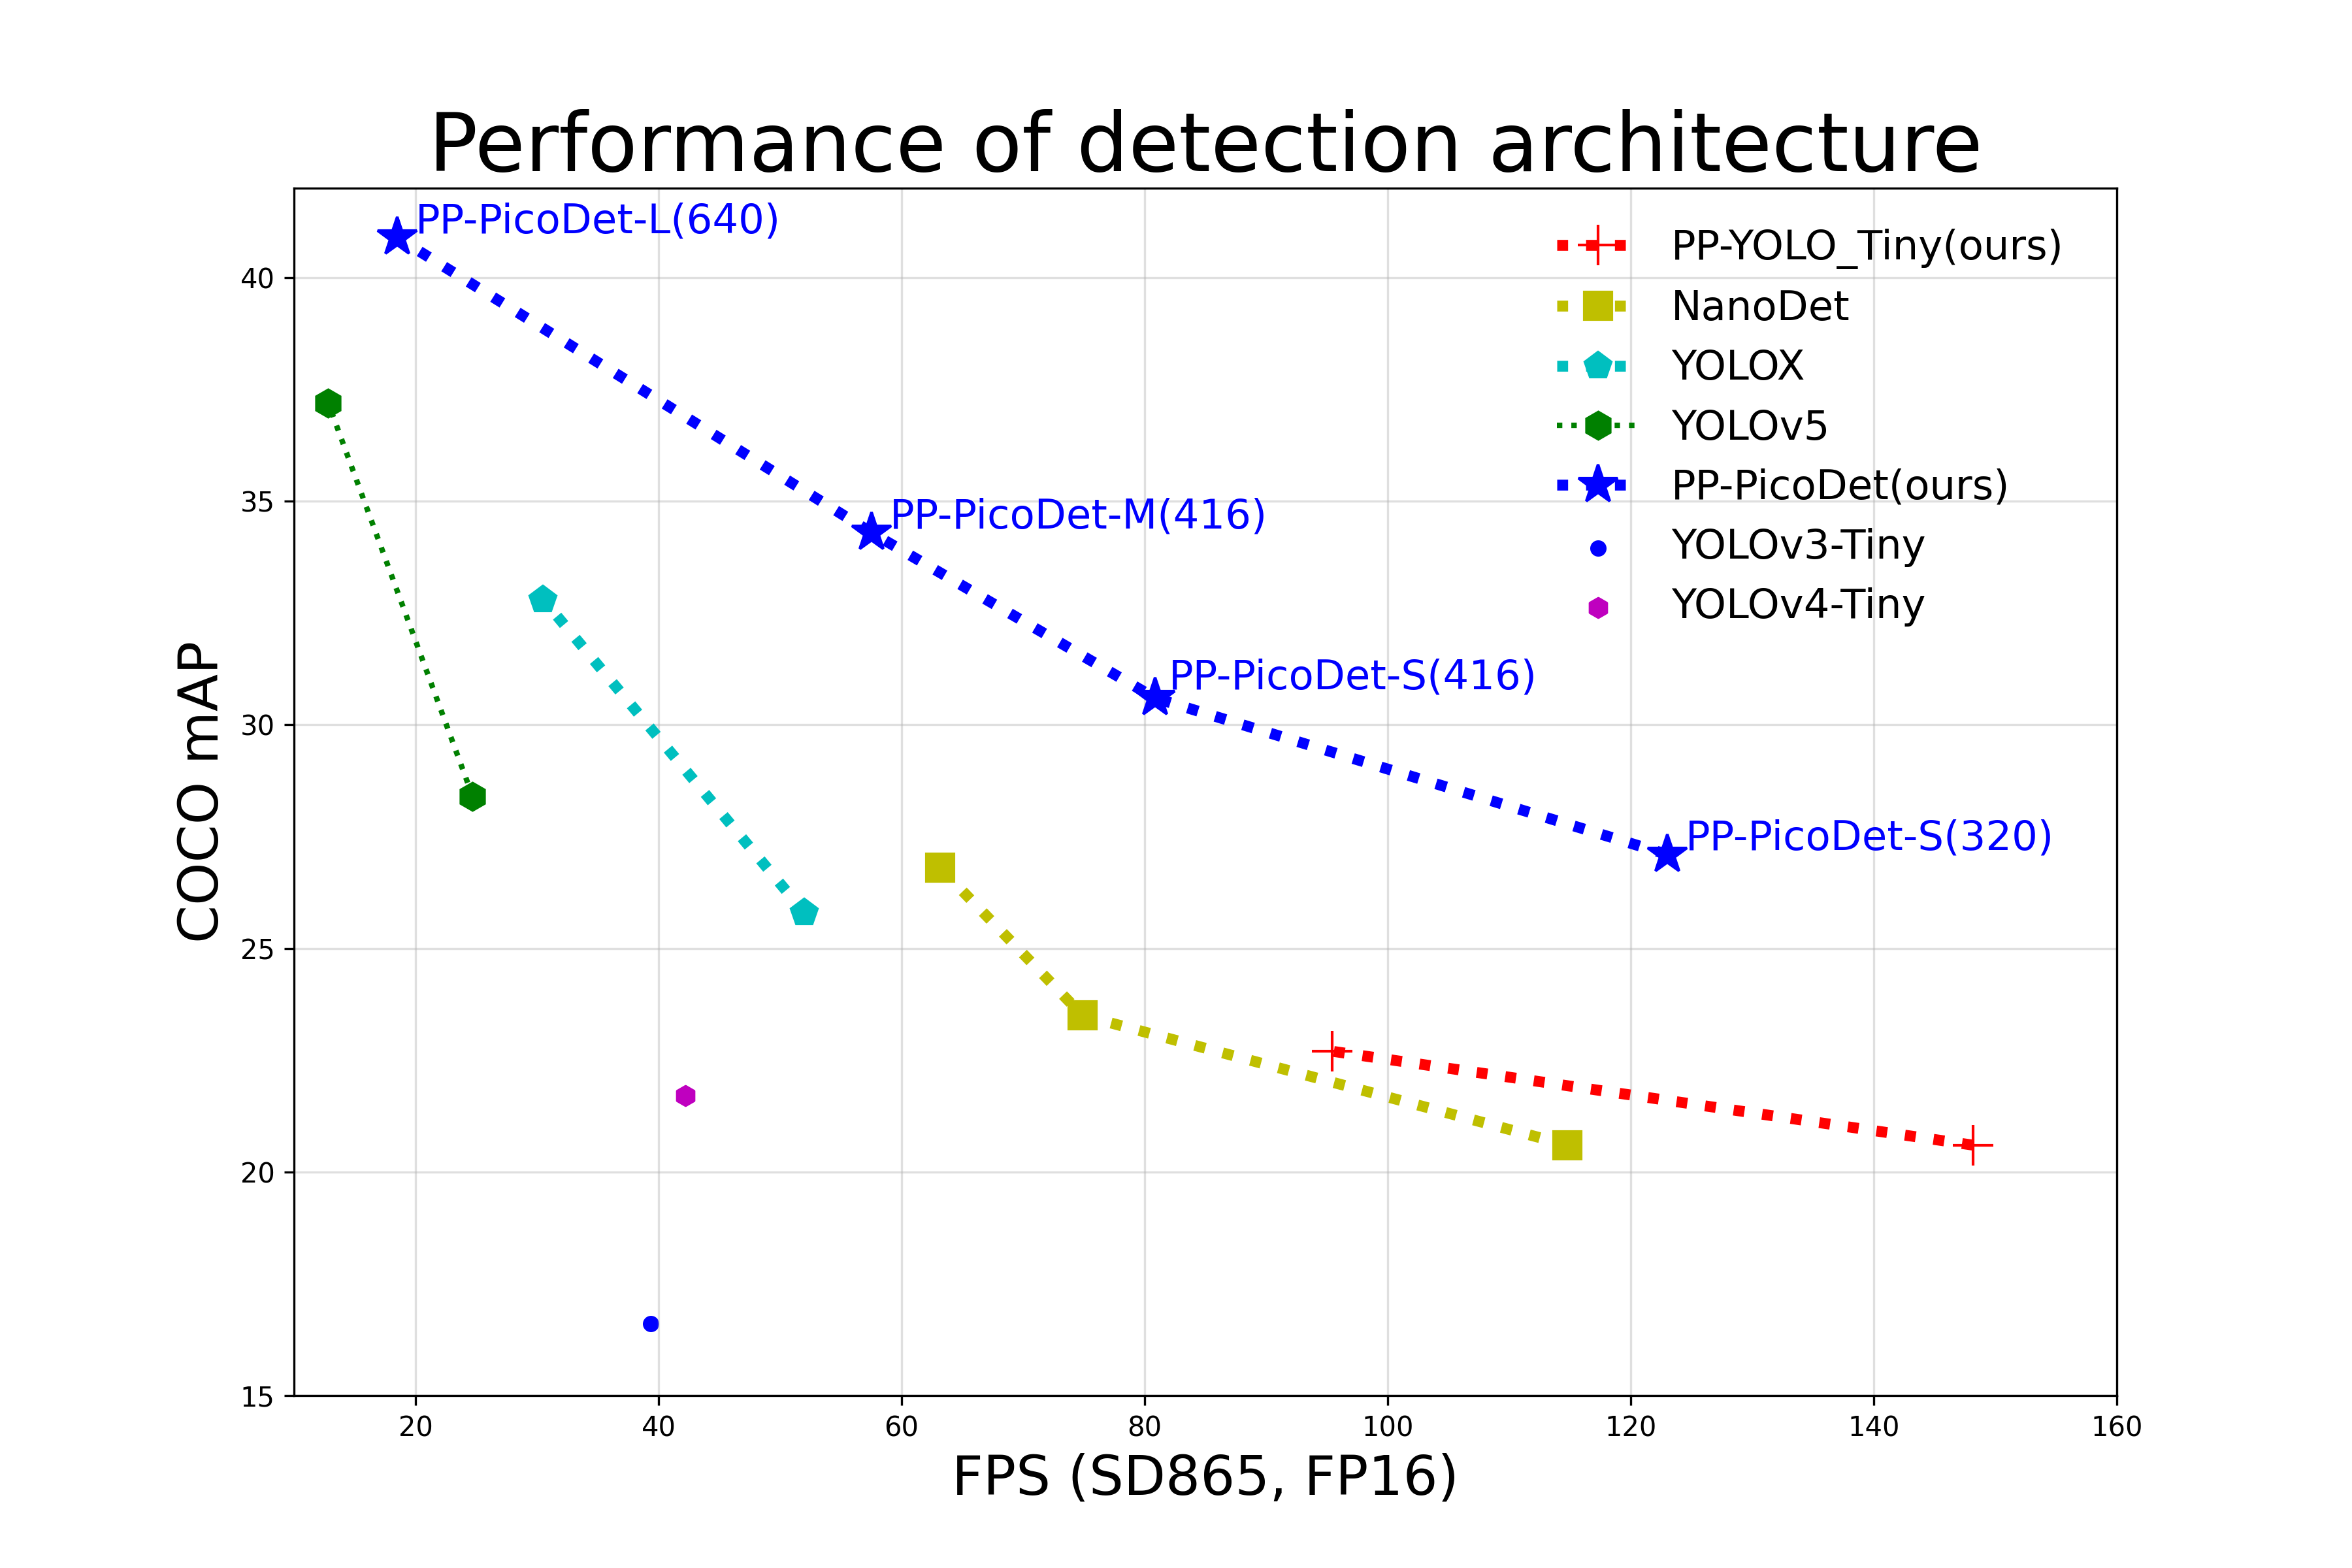 Performance of detection architecture
PP-PicoDet-L(640)
PP-YOLO_Tiny(ours)
NanoDet
YOLOX
YOLOv5
PP-PicoDet(ours)
YOLOv3-Tiny
YOLOv4-Tiny
PP-PicoDet-M(416)
PP-PicoDet-S(416)
PP-PicoDet-S(320)
COCO mAP
40
35
30
25
20
15
20 40 60 80 100 120 140 160
FPS (SD865, FP16)